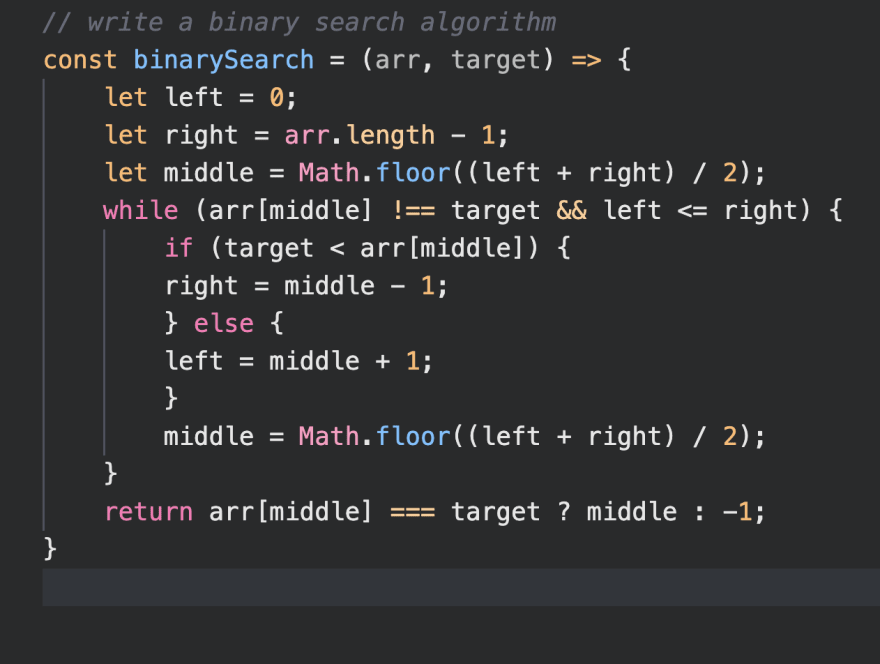 // write a binary search algorithm
const binarySearch = (arr, target) => {
    let left = 0;
    let right = arr.length - 1;
    let middle = Math.floor((left + right) / 2);
    while (arr[middle] !== target && left <= right) {
        if (target < arr[middle]) {
        right = middle - 1;
        } else {
        left = middle + 1;
        }
        middle = Math.floor((left + right) / 2);
    }
    return arr[middle] === target ? middle : -1;
}